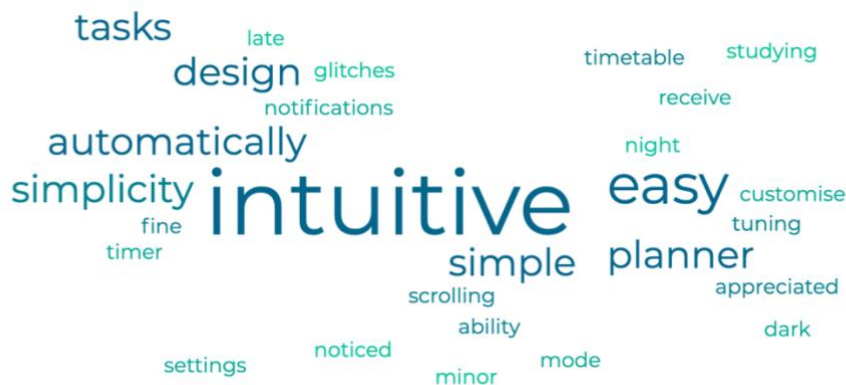 tasks
late
timetable
studying
design
glitches
receive
notifications
automatically
night
simplicity
intuitive
easy
customise
fine
tuning
timer
simple
planner
scrolling
appreciated
ability
dark
noticed
mode
settings
minor